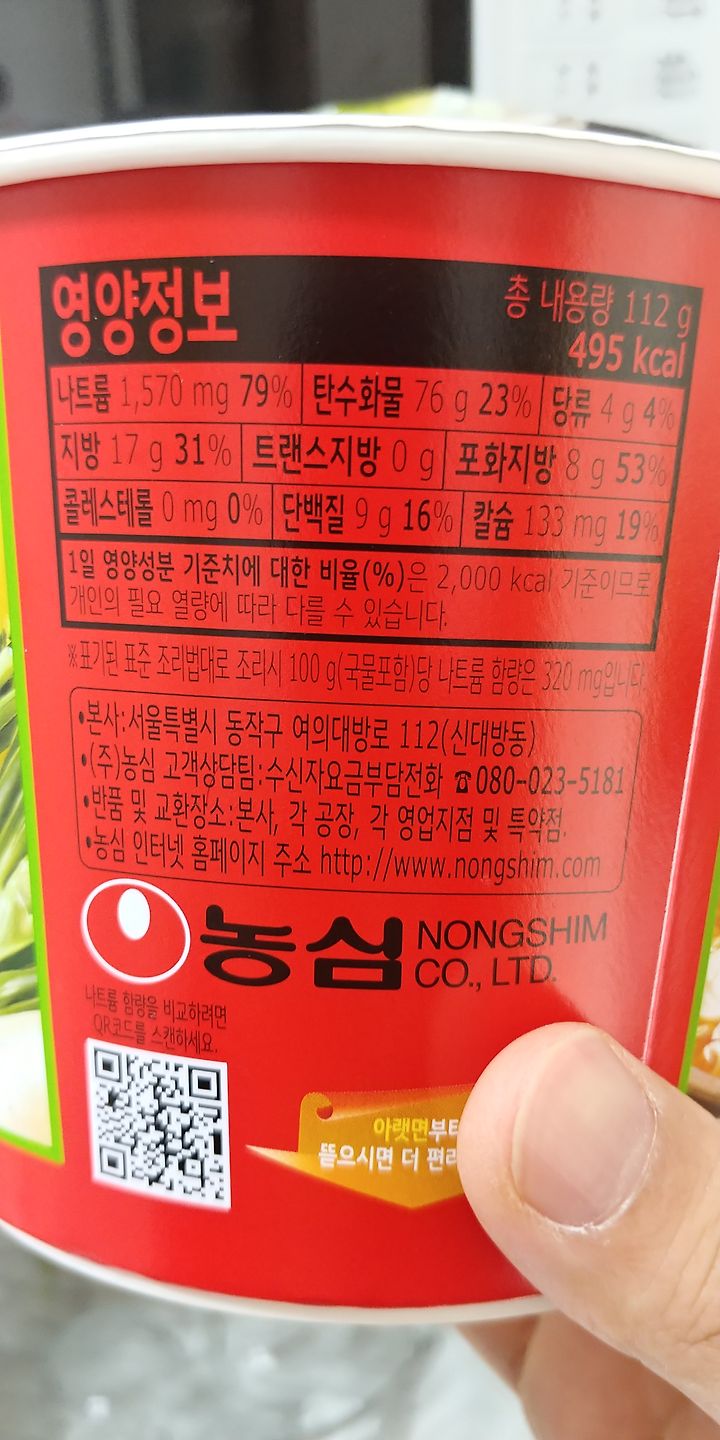 영양정보
총 내용량 112 g
495 kcal
나트륨 1,570 mg 79% 탄수화물 76 g 23% 당류 4 g 4%
지방 17 g 31% 트랜스지방 0 g 포화지방 8 g 53%
콜레스테롤 0 mg 0% 단백질 9 g 16% 칼슘 133 mg 19%
1일 영양성분 기준치에 대한 비율(%)은 2,000 kcal 기준이므로
개인의 필요 열량에 따라 다를 수 있습니다.
※표기된 표준 조리법대로 조리시 100 g(국물포함)당 나트륨 함량은 320 mg입니다.
•본사:서울특별시 동작구 여의대방로 112(신대방동)
•(주)농심 고객상담팀:수신자요금부담전화 ☎080-023-5181
•반품 및 교환장소:본사, 각 공장, 각 영업지점 및 특약점.
•농심 인터넷 홈페이지 주소 http://www.nongshim.com
농심 NONGSHIM
CO., LTD.
나트륨 함량을 비교하려면
QR코드를 스캔하세요.
아랫면부터
뜯으시면 더